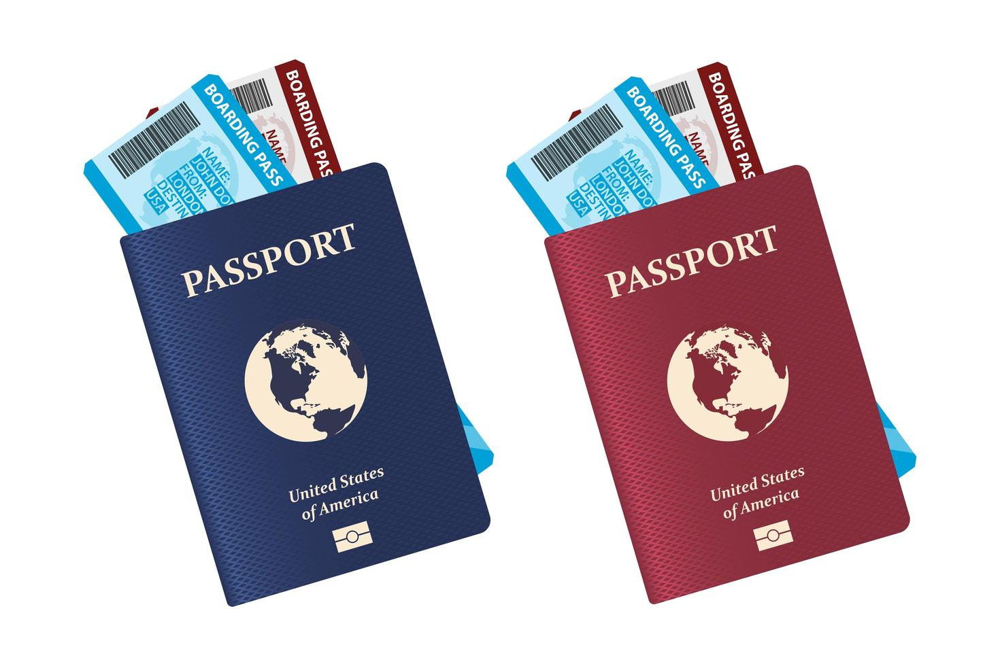 BOARDING PASS
NAME:
JOHN DO
FROM:
LONDON
DESTIN
USA
BOARDING PAS
NAME
PASSPORT
United States
of America
BOARDING PASS
NAME:
JOHN DO
FROM:
LONDON
DESTIN
USA
BOARDING PAS
NAME
PASSPORT
United States
of America